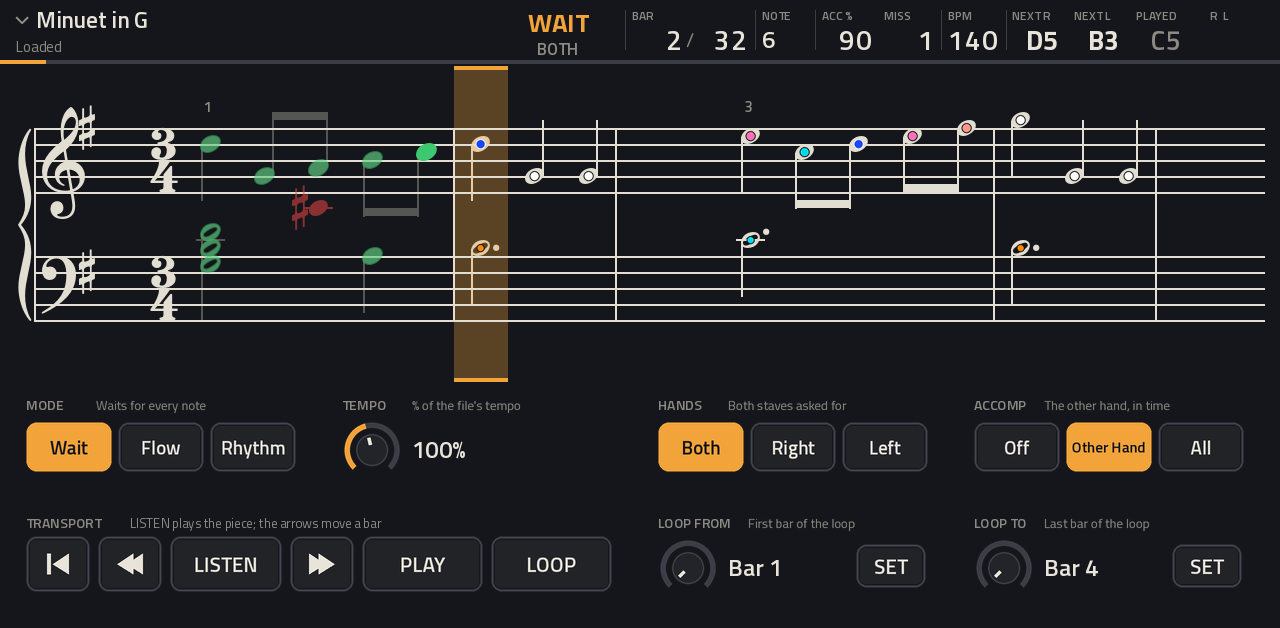 Minuet in G
Loaded
WAIT
BOTH
BAR
2 / 32
NOTE
6
ACC %
90
MISS
1
BPM
140
NEXT R
D5
NEXT L
B3
PLAYED
C5
R L
1
3
3
4
3
4
MODE
Waits for every note
Wait
Flow
Rhythm
TEMPO
% of the file's tempo
100%
HANDS
Both staves asked for
Both
Right
Left
ACCOMP
The other hand, in time
Off
Other Hand
All
TRANSPORT
LISTEN plays the piece; the arrows move a bar
LISTEN
PLAY
LOOP
LOOP FROM
First bar of the loop
Bar 1
SET
LOOP TO
Last bar of the loop
Bar 4
SET